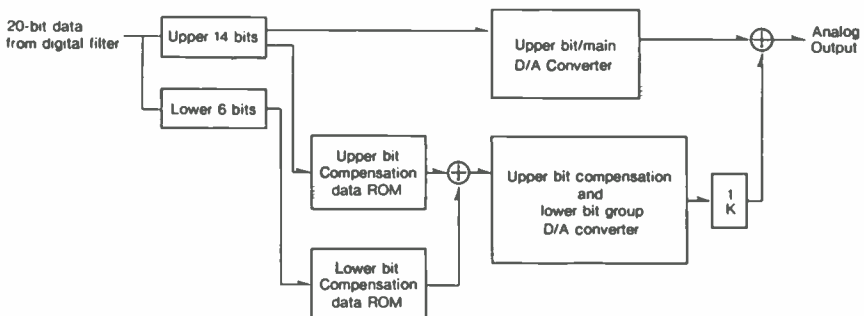 20-bit data
from digital filter
Upper 14 bits
Lower 6 bits
Upper bit/main
D/A Converter
+
Analog
Output
Upper bit
Compensation
data ROM
+
Upper bit compensation
and
lower bit group
D/A converter
1
K
Lower bit
Compensation
data ROM